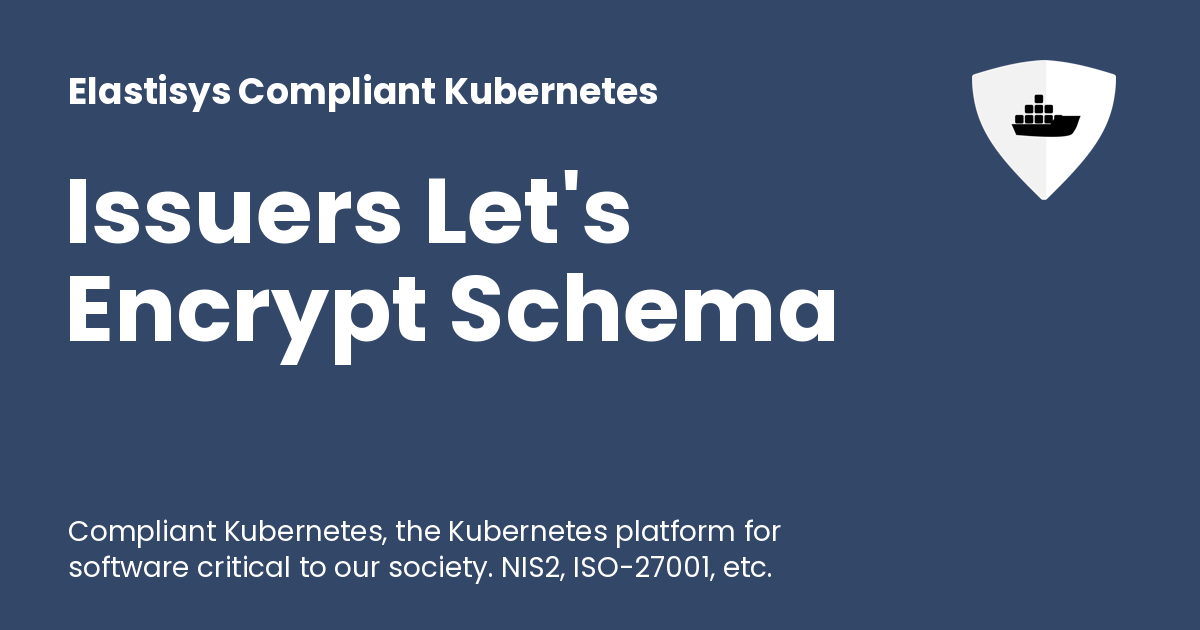 Elastisys Compliant Kubernetes
Issuers Let's
Encrypt Schema
Compliant Kubernetes, the Kubernetes platform for
software critical to our society. NIS2, ISO-27001, etc.